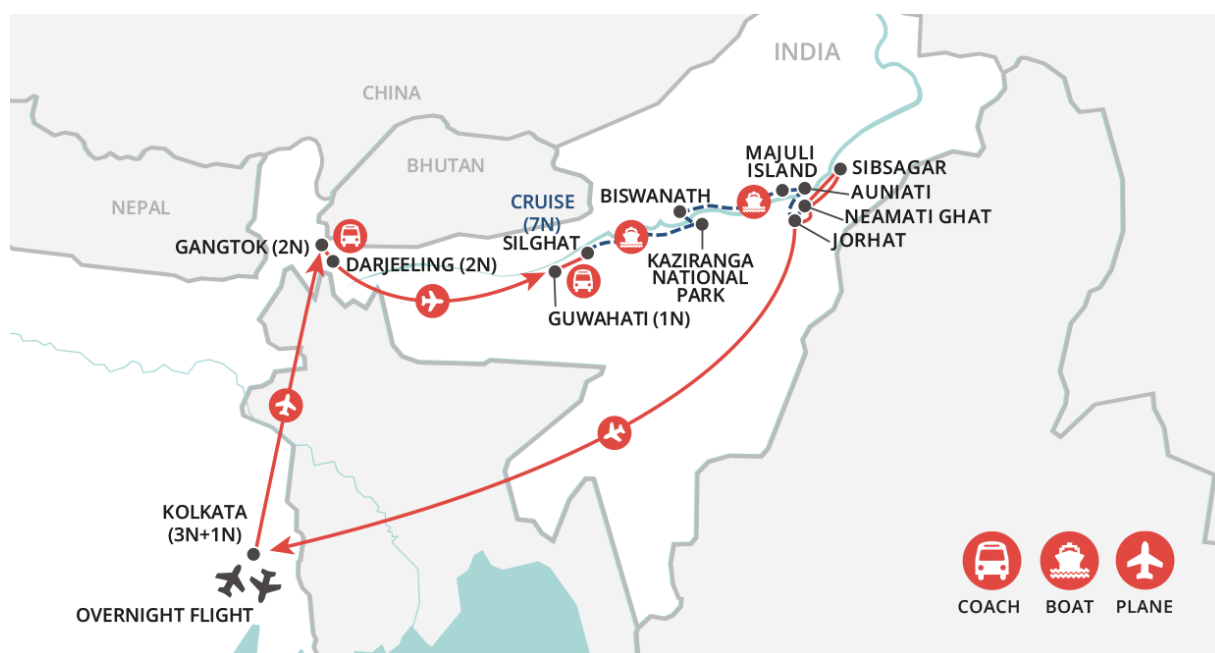 INDIA
CHINA
BHUTAN
NEPAL
MAJULI
ISLAND
SIBSAGAR
AUNIATI
NEAMATI GHAT
JORHAT
CRUISE
(7N)
BISWANATH
SILGHAT
KAZIRANGA
NATIONAL
PARK
GANGTOK (2N)
DARJEELING (2N)
GUWAHATI (1N)
KOLKATA
(3N+1N)
OVERNIGHT FLIGHT
COACH
BOAT
PLANE